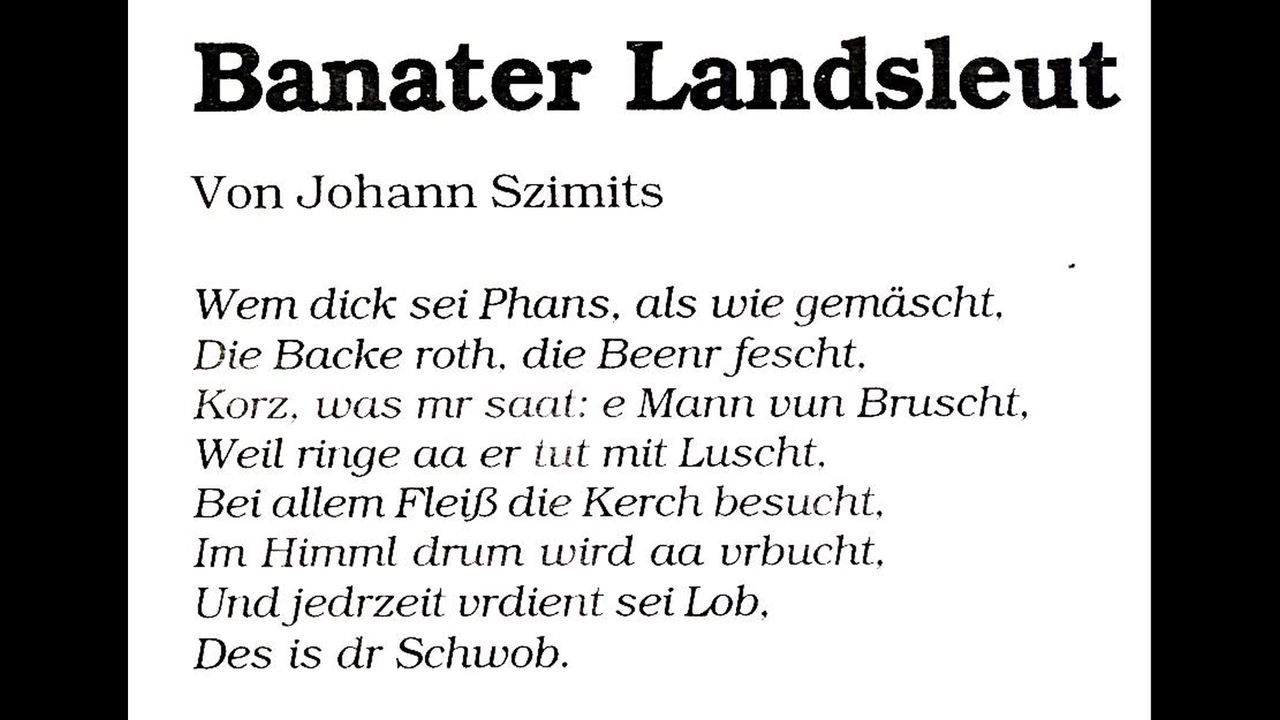 Banater Landsleut
Von Johann Szimits
Wem dick sei Phans, als wie gemäscht,
Die Backe roth, die Beenr fescht,
Korz, was mr saat: e Mann vun Bruscht,
Weil ringe aa er tut mit Luscht,
Bei allem Fleiß die Kerch besucht,
Im Himml drum wird aa vrbucht,
Und jedrzeit vrdient sei Lob,
Des is dr Schwob.